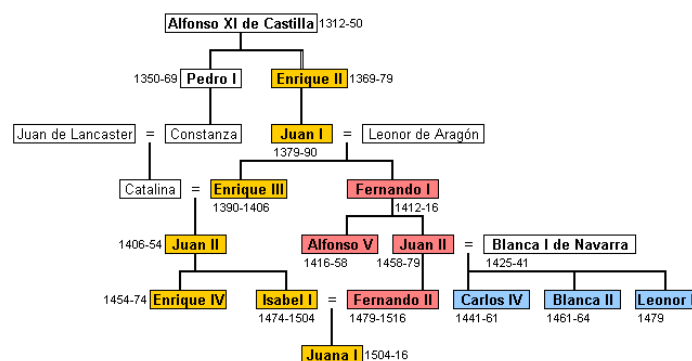 Alfonso XI de Castilla 1312-50
1350-69 Pedro I Enrique II 1369-79
Juan de Lancaster = Constanza Juan I = Leonor de Aragón
1379-90
Catalina = Enrique III Fernando I
1390-1406 1412-16
1406-54 Juan II Alfonso V Juan II = Blanca I de Navarra
1416-58 1458-79 1425-41
1454-74 Enrique IV Isabel I Fernando II Carlos IV Blanca II Leonor I
1474-1504 1479-1516 1441-61 1461-64 1479
=
Juana I 1504-16